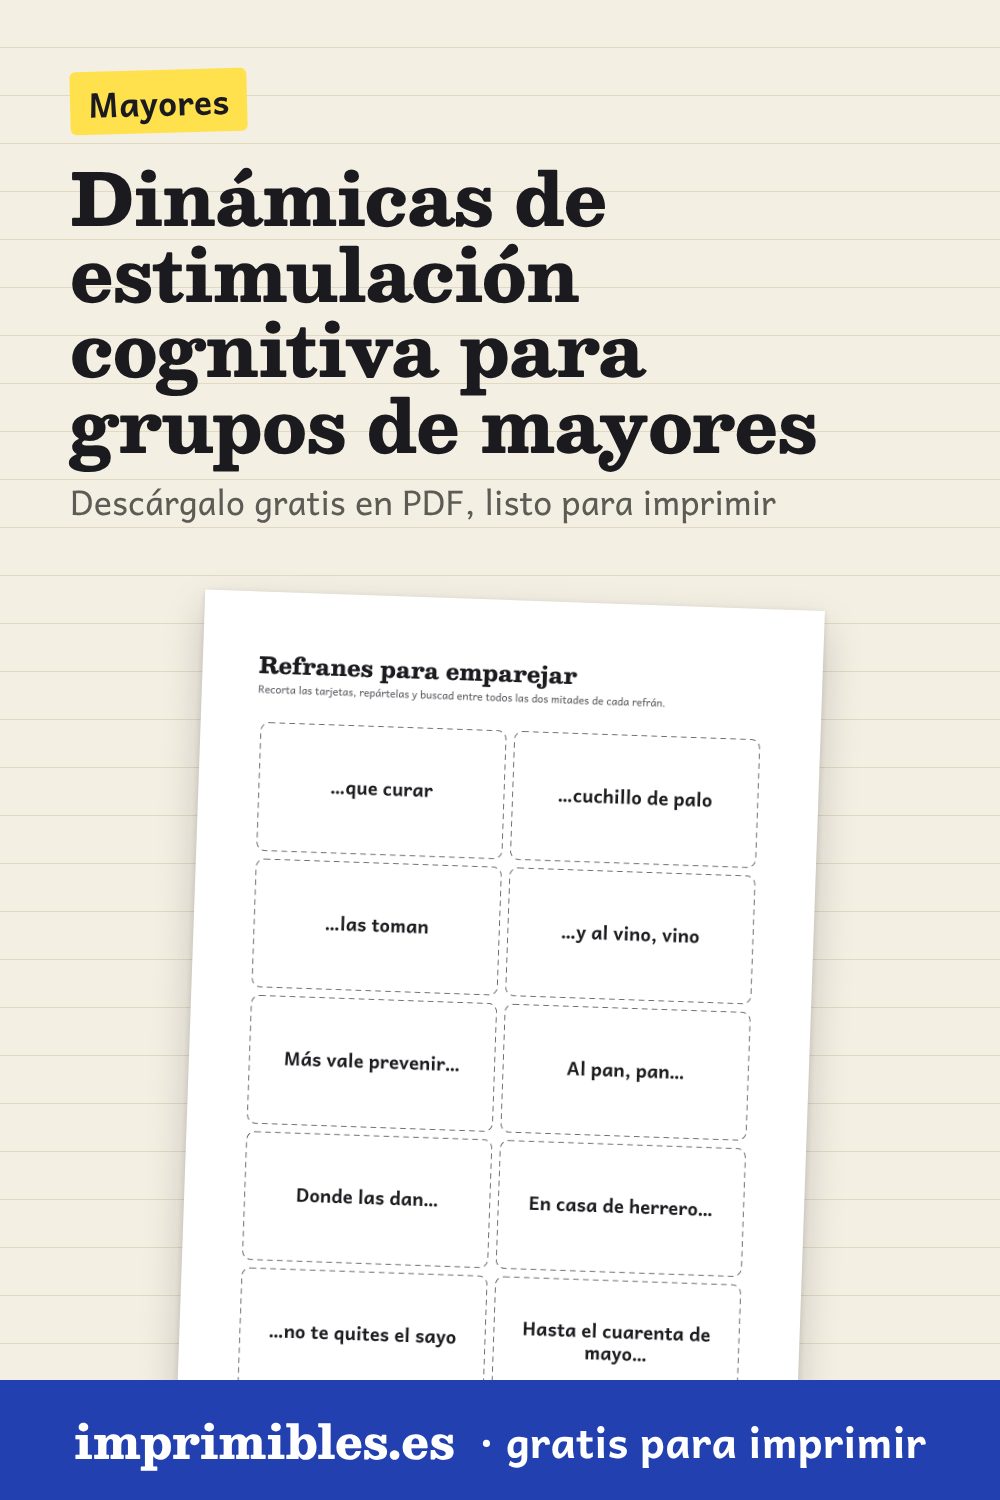 Mayores
Dinámicas de
estimulación
cognitiva para
grupos de mayores
Descárgalo gratis en PDF, listo para imprimir
Refranes para emparejar
Recorta las tarjetas, repártelas y buscad entre todos las dos mitades de cada refrán.
...que curar
...cuchillo de palo
...las toman
...y al vino, vino
Más vale prevenir...
Al pan, pan...
Donde las dan...
En casa de herrero...
...no te quites el sayo
Hasta el cuarenta de
mayo...
imprimibles.es · gratis para imprimir